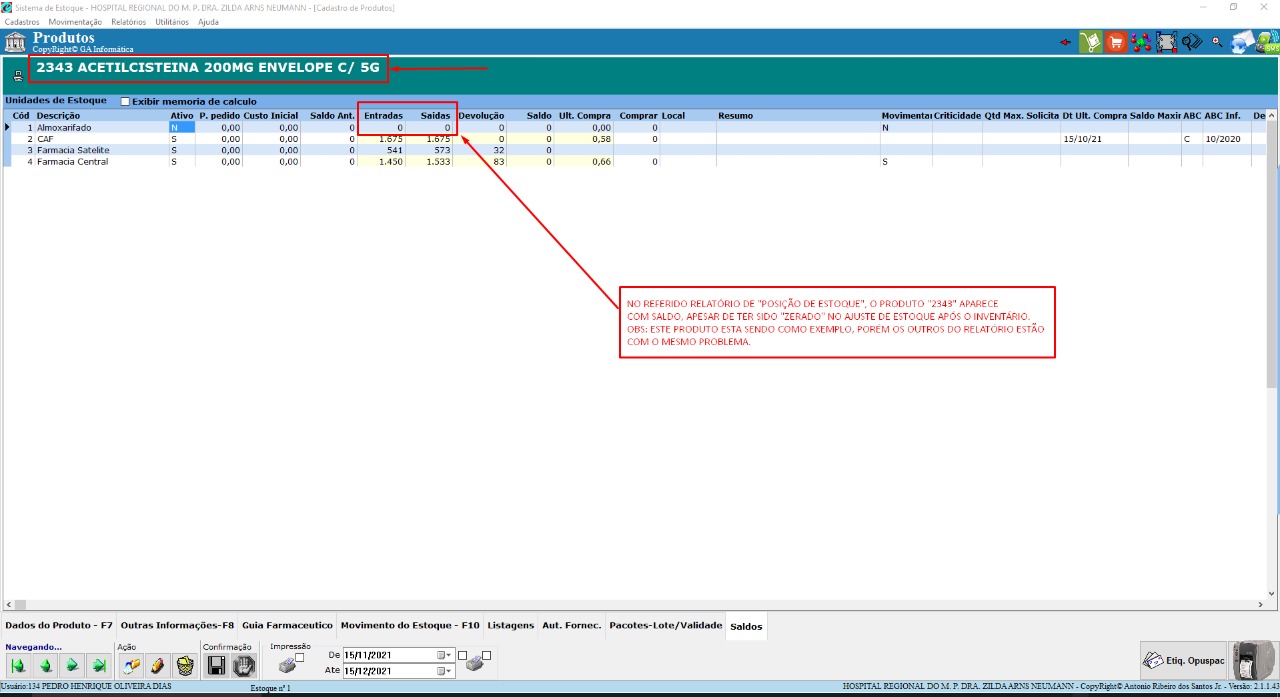 Sistema de Estoque - HOSPITAL REGIONAL DO M. P. DRA. ZILDA ARNS NEUMANN - [Cadastro de Produtos]
Cadastros Movimentação Relatórios Utilitários Ajuda
Produtos
CopyRight© GA Informática
2343 ACETILCISTEINA 200MG ENVELOPE C/ 5G
Unidades de Estoque Exibir memoria de calculo
Cód Descrição Ativo P. pedido Custo Inicial Saldo Ant. Entradas Saídas Devolução Saldo Ult. Compra Comprar Local Resumo Movimentar Criticidade Qtd Max. Solicita Dt Ult. Compra Saldo Maxir ABC ABC Inf. De
1 Almoxarifado N 0,00 0,00 0 0 0 0 0 0,00 0 N
2 CAF S 0,00 0,00 0 1.675 1.675 0 0 0,58 0 15/10/21 C 10/2020
3 Farmacia Satelite S 0,00 0,00 0 541 573 32 0
4 Farmacia Central S 0,00 0,00 0 1.450 1.533 83 0 0,66 0 S
NO REFERIDO RELATÓRIO DE "POSIÇÃO DE ESTOQUE", O PRODUTO "2343" APARECE
COM SALDO, APESAR DE TER SIDO "ZERADO" NO AJUSTE DE ESTOQUE APÓS O INVENTÁRIO.
OBS: ESTE PRODUTO ESTA SENDO COMO EXEMPLO, PORÉM OS OUTROS DO RELATÓRIO ESTÃO
COM O MESMO PROBLEMA.
Dados do Produto - F7 Outras Informações-F8 Guia Farmaceutico Movimento do Estoque - F10 Listagens Aut. Fornec. Pacotes-Lote/Validade Saldos
Navegando... Ação Confirmação Impressão
De 15/11/2021
Ate 15/12/2021
Etiq. Opuspac
Usuário:134 PEDRO HENRIQUE OLIVEIRA DIAS Estoque nº 1 HOSPITAL REGIONAL DO M. P. DRA. ZILDA ARNS NEUMANN - CopyRight© Antonio Ribeiro dos Santos Jr. - Versão: 2.1.1.43